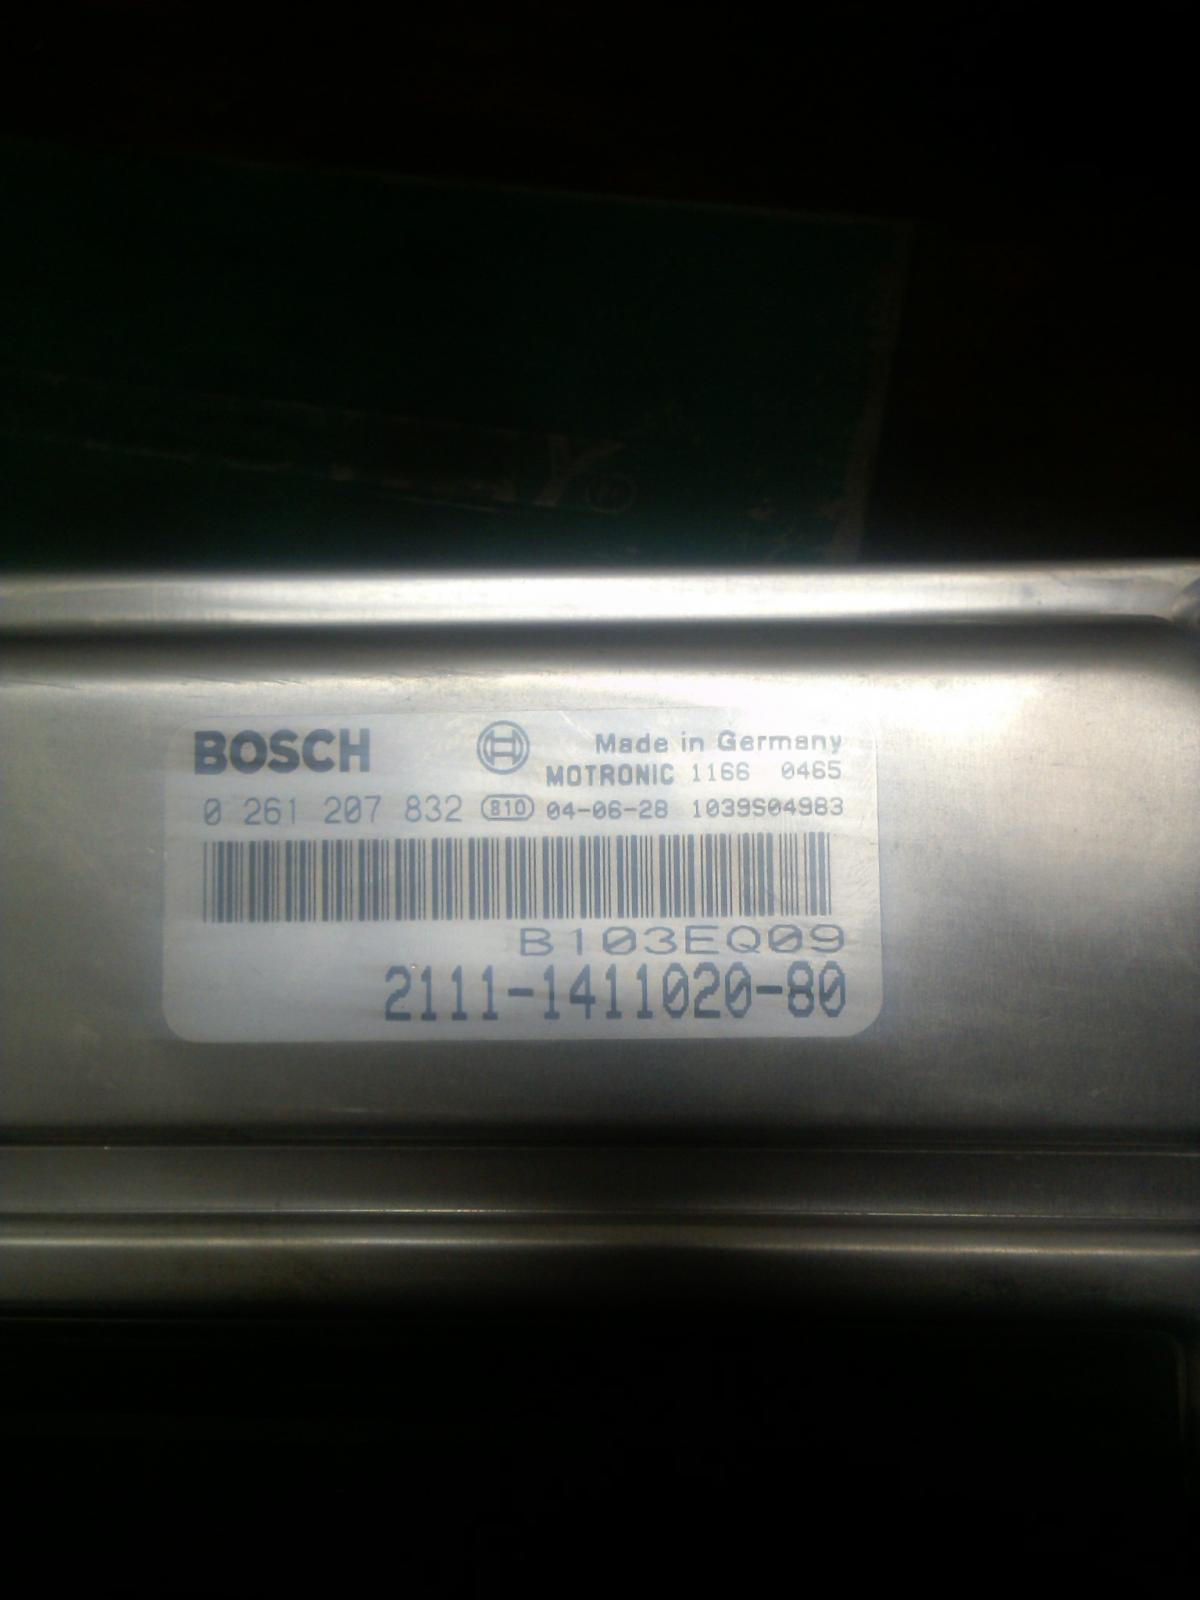 BOSCH Made in Germany
MOTRONIC 1166 0465
0 261 207 832 810 04-06-28 1039S04983
B103EQ09
2111-1411020-80